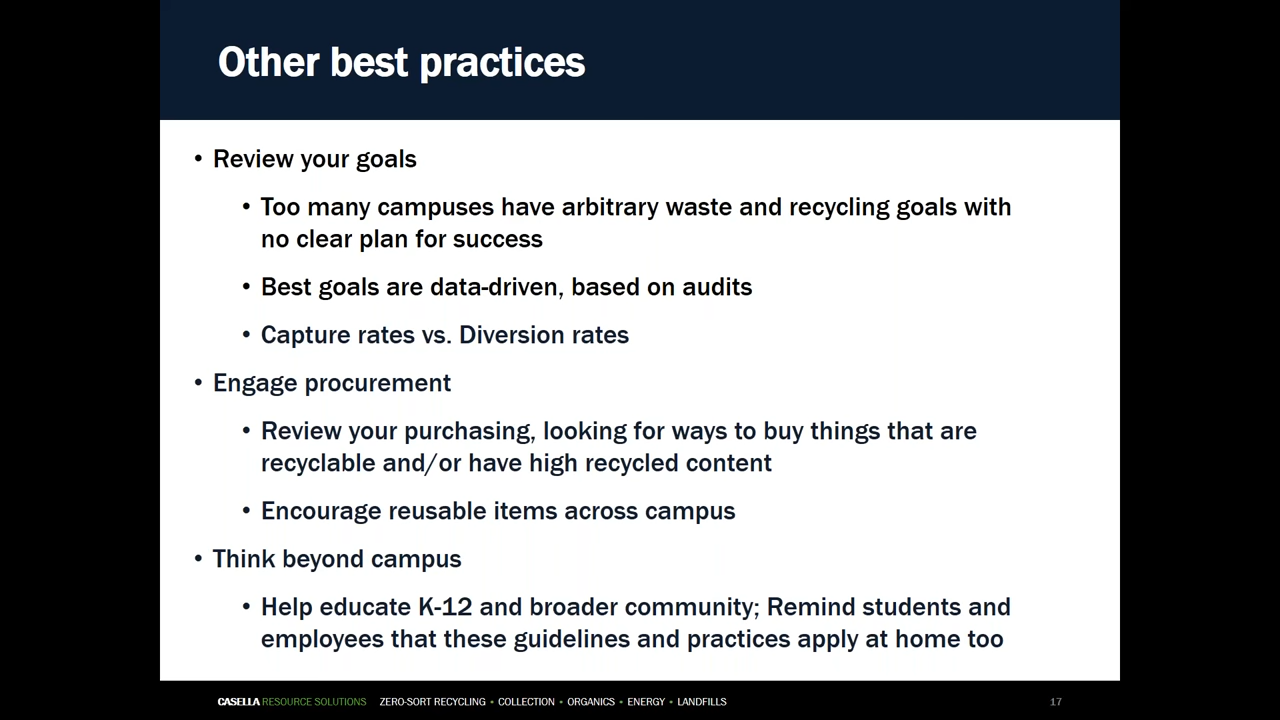 Other best practices
• Review your goals
• Too many campuses have arbitrary waste and recycling goals with
no clear plan for success
• Best goals are data-driven, based on audits
• Capture rates vs. Diversion rates
• Engage procurement
• Review your purchasing, looking for ways to buy things that are
recyclable and/or have high recycled content
• Encourage reusable items across campus
• Think beyond campus
• Help educate K-12 and broader community; Remind students and
employees that these guidelines and practices apply at home too
CASELLA RESOURCE SOLUTIONS ZERO-SORT RECYCLING • COLLECTION • ORGANICS • ENERGY • LANDFILLS 17